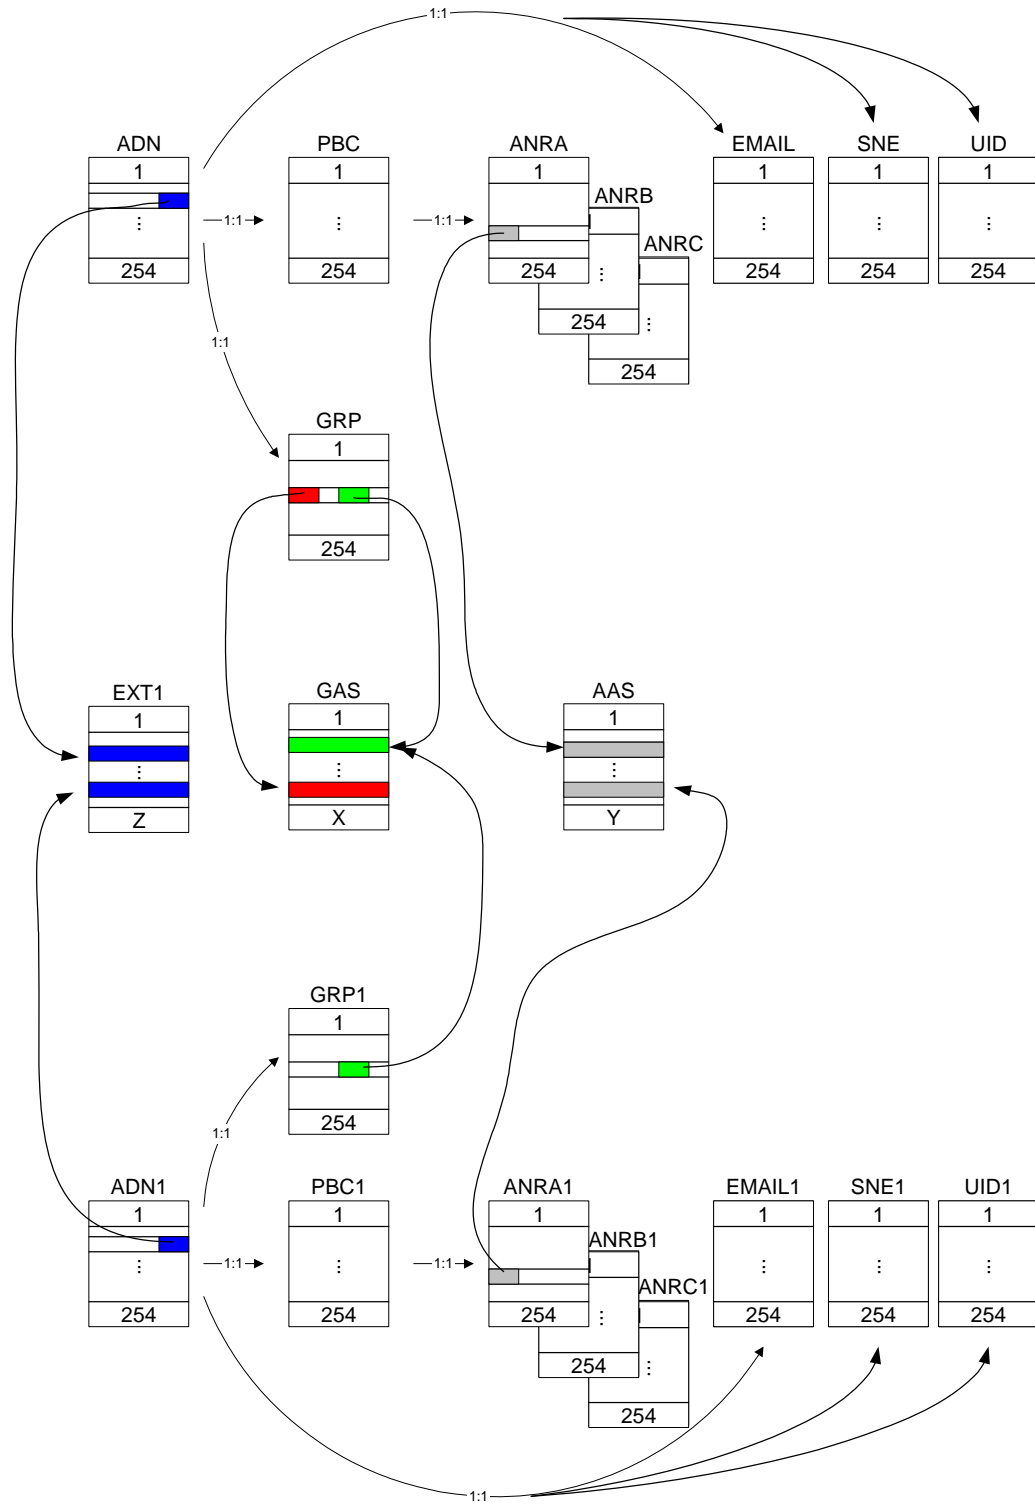 1:1
ADN PBC ANRA EMAIL SNE UID
1 1 1 1 1 1
ANRB
1:1 1:1
ANRC
⋮ ⋮ ⋮ ⋮ ⋮ ⋮
254 254 254 254 254 254
254
⋮
1:1
254
GRP
1
254
EXT1 GAS AAS
1 1 1
⋮ ⋮ ⋮
Z X Y
GRP1
1
254
1:1
ADN1 PBC1 ANRA1 EMAIL1 SNE1 UID1
1 1 1 1 1 1
ANRB1
1:1 1:1
ANRC1
⋮ ⋮ ⋮ ⋮ ⋮ ⋮
254 254 254 254 254 254
254
⋮
254
1:1